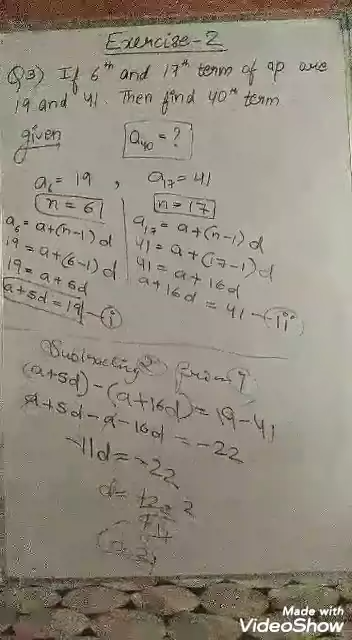 Exercise-2
Q3) If 6th and 17th term of ap are
19 and 41. Then find 40th term
given
a40 = ?
a6 = 19 , a17 = 41
n = 6
n = 17
a6 = a+(n-1)d
19 = a+(6-1)d
19 = a+5d
a+5d = 19 - (i)
a17 = a+(n-1)d
41 = a+(17-1)d
41 = a+16d
a+16d = 41 - (ii)
Subtracting 2 from 1
(a+5d)-(a+16d) = 19-41
a+5d-a-16d = -22
-11d = -22
Made with
VideoShow